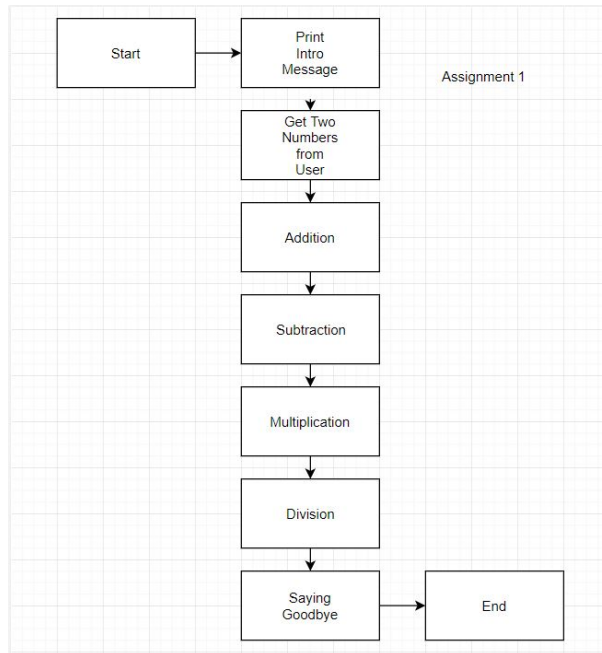 Start
Print
Intro
Message
Assignment 1
Get Two
Numbers
from
User
Addition
Subtraction
Multiplication
Division
Saying
Goodbye
End